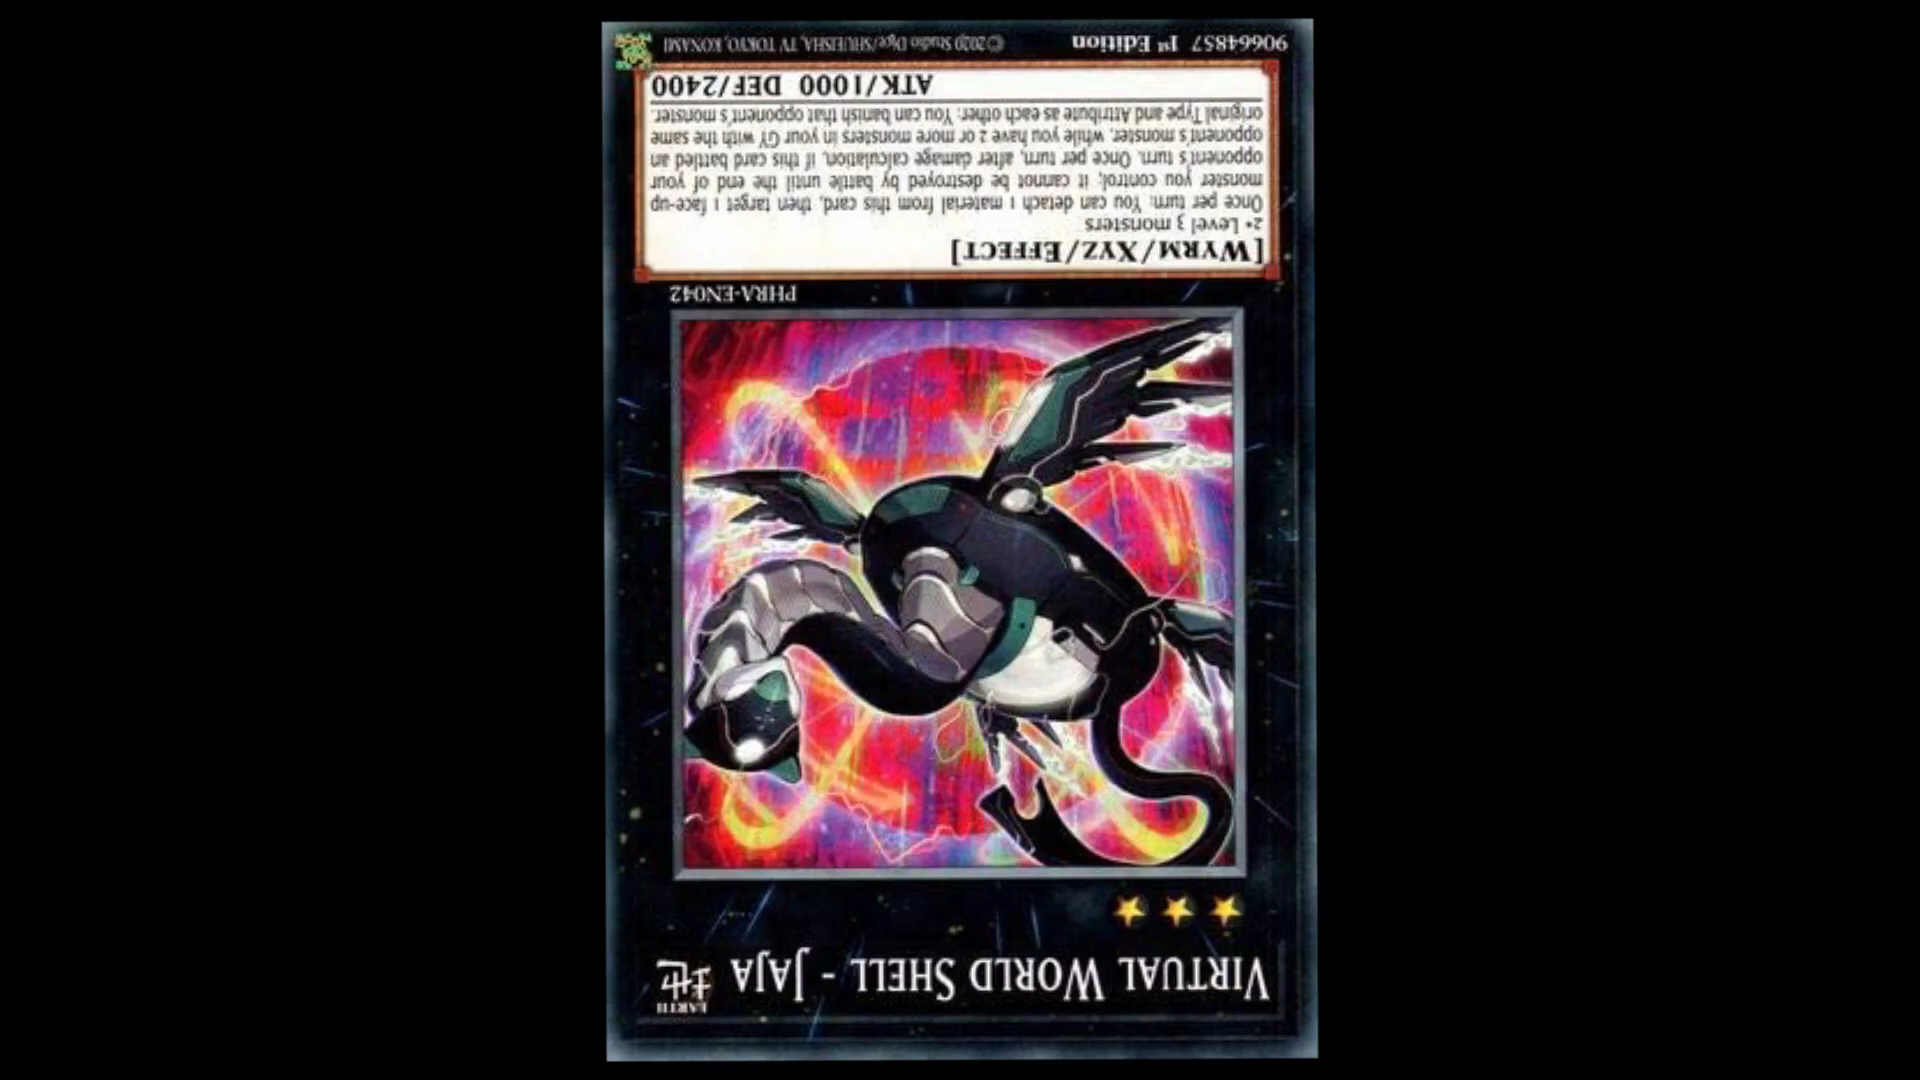 VIRTUAL WORLD SHELL - JAJA
EARTH
地
PHRA-EN042
[WYRM/XYZ/EFFECT]
2+ Level 3 monsters
Once per turn: You can detach 1 material from this card, then target 1 face-up
monster you control; it cannot be destroyed by battle until the end of your
opponent's turn. Once per turn, after damage calculation, if this card battled an
opponent's monster, while you have 2 or more monsters in your GY with the same
original Type and Attribute as each other: You can banish that opponent's monster.
ATK/1000 DEF/2400
90664857 1st Edition ©2020 Studio Dice/SHUEISHA, TV TOKYO, KONAMI